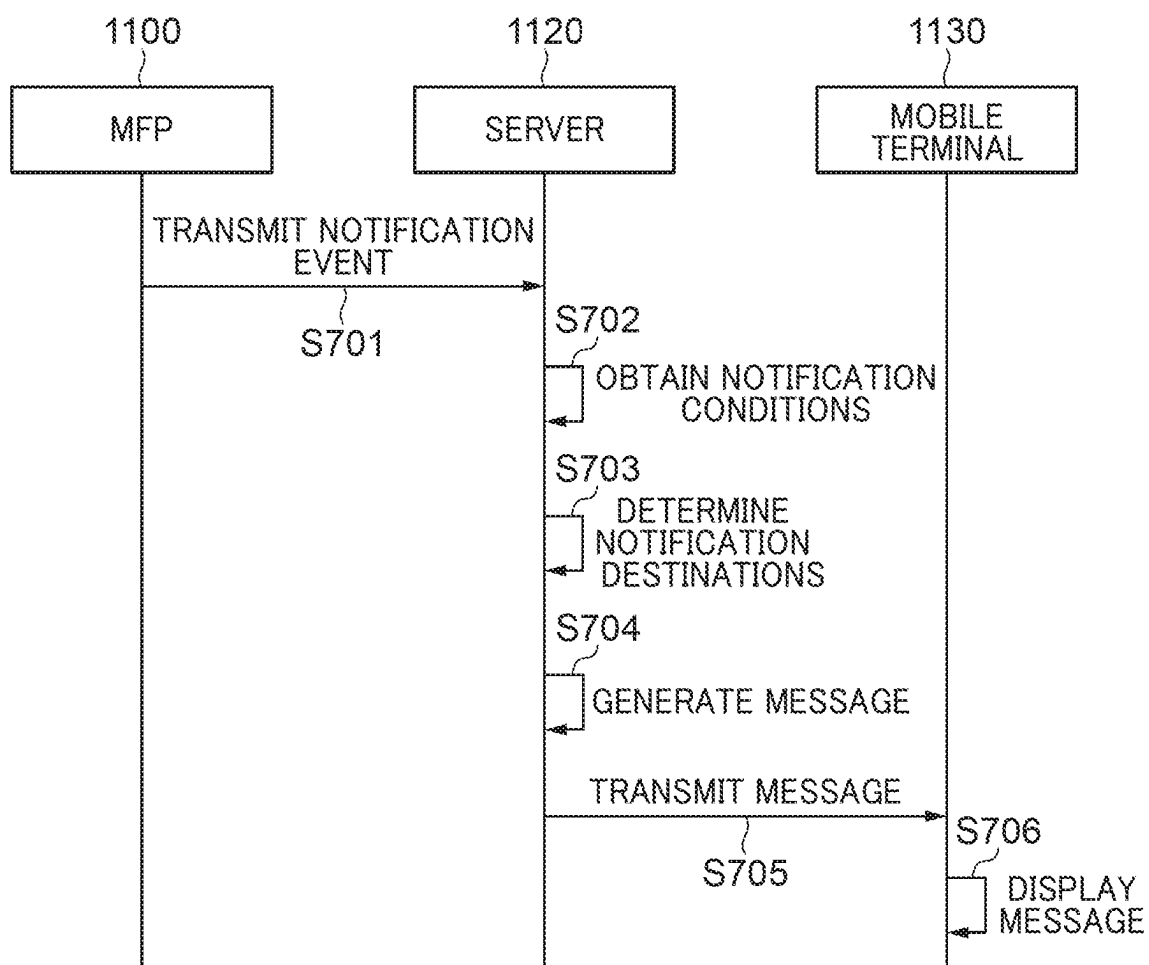 1100
1120
1130
MFP
SERVER
MOBILE
TERMINAL
TRANSMIT NOTIFICATION
EVENT
S701
S702
OBTAIN NOTIFICATION
CONDITIONS
S703
DETERMINE
NOTIFICATION
DESTINATIONS
S704
GENERATE MESSAGE
TRANSMIT MESSAGE
S705
S706
DISPLAY
MESSAGE